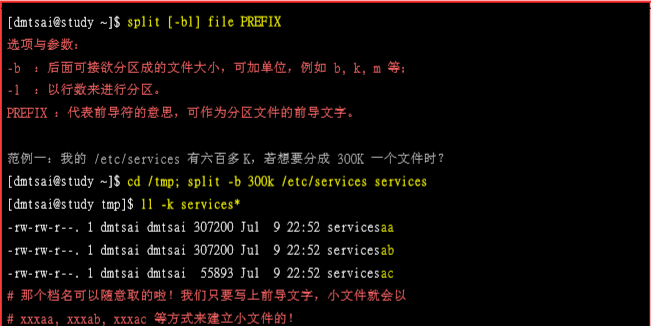 [dmtsai@study ~]$ split [-bl] file PREFIX
选项与参数：
-b ：后面可接欲分区成的文件大小，可加单位，例如 b, k, m 等；
-l ：以行数来进行分区。
PREFIX ：代表前导符的意思，可作为分区文件的前导文字。
范例一：我的 /etc/services 有六百多K，若想要分成 300K 一个文件时？
[dmtsai@study ~]$ cd /tmp; split -b 300k /etc/services services
[dmtsai@study tmp]$ ll -k services*
-rw-rw-r--. 1 dmtsai dmtsai 307200 Jul  9 22:52 servicesaa
-rw-rw-r--. 1 dmtsai dmtsai 307200 Jul  9 22:52 servicesab
-rw-rw-r--. 1 dmtsai dmtsai  55893 Jul  9 22:52 servicesac
# 那个档名可以随意取的啦！我们只要写上前导文字，小文件就会以
# xxxaa, xxxab, xxxac 等方式来建立小文件的！